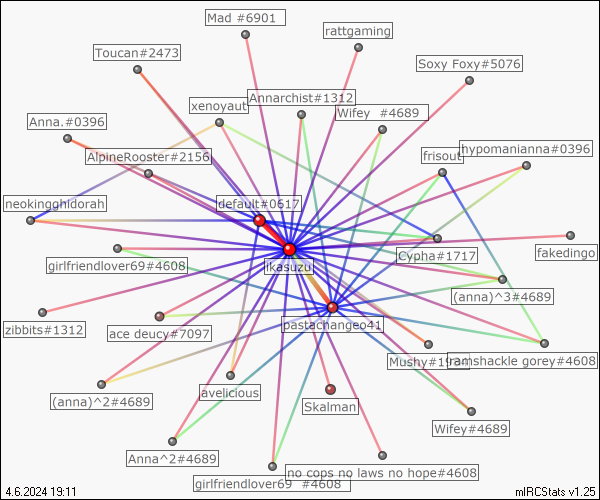 Mad #6901
rattgaming
Toucan#2473
Soxy Foxy#5076
Annarchist#1312
xenoyaut
Wifey  #4689
Anna.#0396
hypomanianna#0396
AlpineRooster#2156
frisout
neokingghidorah
default#0617
fakedingo
Cypha#1717
girlfriendlover69#4608
ikasuzu
(anna)^3#4689
zibbits#1312
pastachangeo41
ace deucy#7097
Mushy#19
ramshackle gorey#4608
avelicious
(anna)^2#4689
Skalman
Wifey#4689
Anna^2#4689
no cops no laws no hope#4608
girlfriendlover69  #4608
4.6.2024 19:11
mIRCStats v1.25